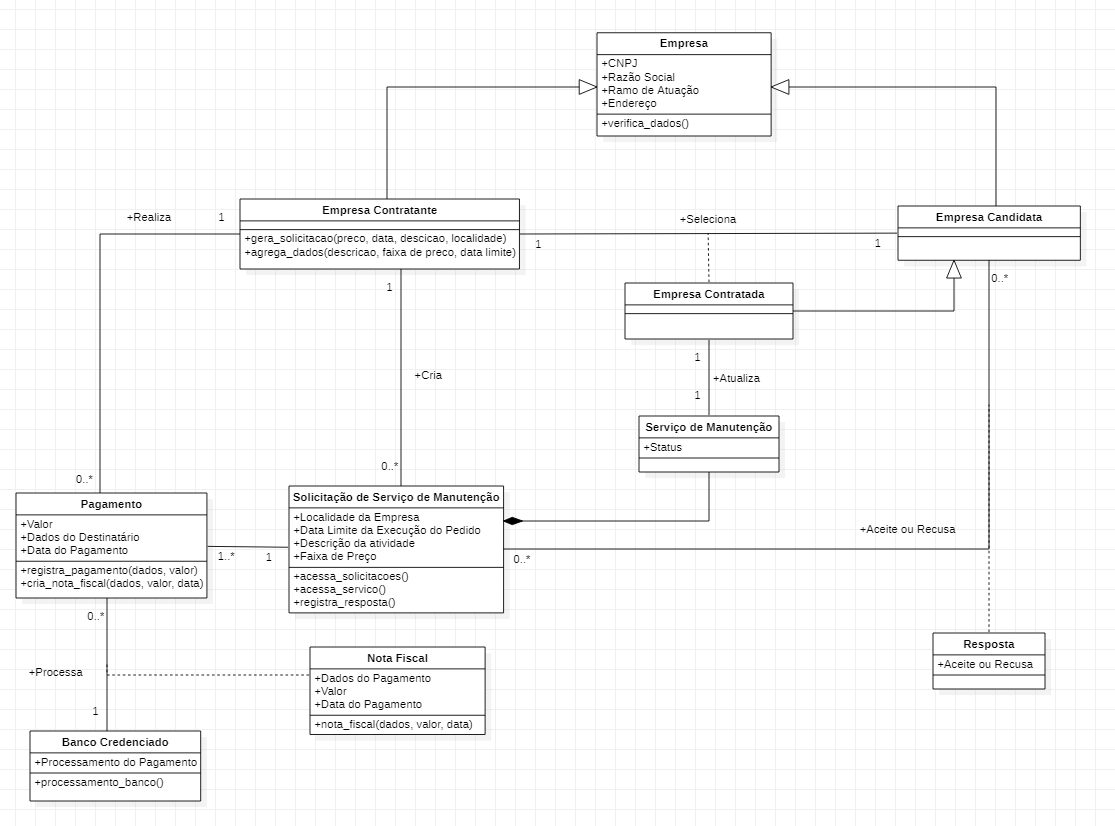 Empresa
+CNPJ
+Razão Social
+Ramo de Atuação
+Endereço
+verifica_dados()
+Realiza
1
Empresa Contratante
+gera_solicitacao(preco, data, descicao, localidade)
+agrega_dados(descricao, faixa de preco, data limite)
+Seleciona
1
1
Empresa Candidata
0..*
1
Empresa Contratada
1
+Atualiza
1
+Cria
Serviço de Manutenção
+Status
0..*
0..*
Pagamento
+Valor
+Dados do Destinatário
+Data do Pagamento
+registra_pagamento(dados, valor)
+cria_nota_fiscal(dados, valor, data)
1..*
1
Solicitação de Serviço de Manutenção
+Localidade da Empresa
+Data Limite da Execução do Pedido
+Descrição da atividade
+Faixa de Preço
+acessa_solicitacoes()
+acessa_servico()
+registra_resposta()
0..*
+Aceite ou Recusa
0..*
+Processa
1
Nota Fiscal
+Dados do Pagamento
+Valor
+Data do Pagamento
+nota_fiscal(dados, valor, data)
Resposta
+Aceite ou Recusa
Banco Credenciado
+Processamento do Pagamento
+processamento_banco()